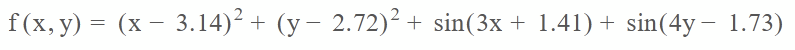 f(x, y) = (x − 3.14)² + (y − 2.72)² + sin(3x + 1.41) + sin(4y − 1.73)